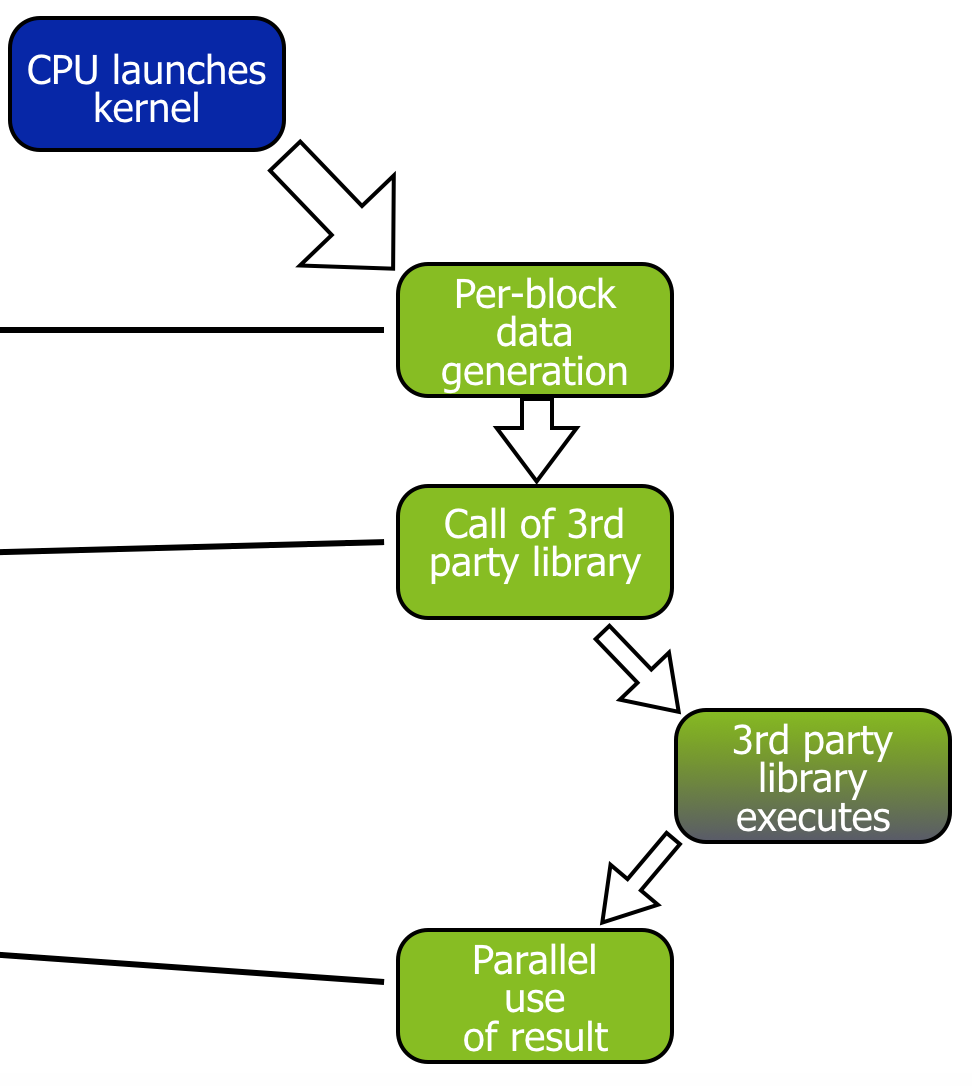 CPU launches
kernel
Per-block
data
generation
Call of 3rd
party library
3rd party
library
executes
Parallel
use
of result